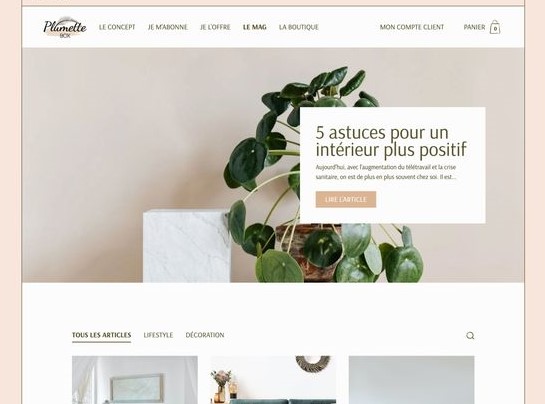 Plumette
BOX
LE CONCEPT JE M'ABONNE JE L'OFFRE LE MAG LA BOUTIQUE MON COMPTE CLIENT PANIER 0
5 astuces pour un
intérieur plus positif
Aujourd'hui, avec l'augmentation du télétravail et la crise
sanitaire, on est de plus en plus souvent chez soi. Il est...
LIRE L'ARTICLE
TOUS LES ARTICLES LIFESTYLE DÉCORATION